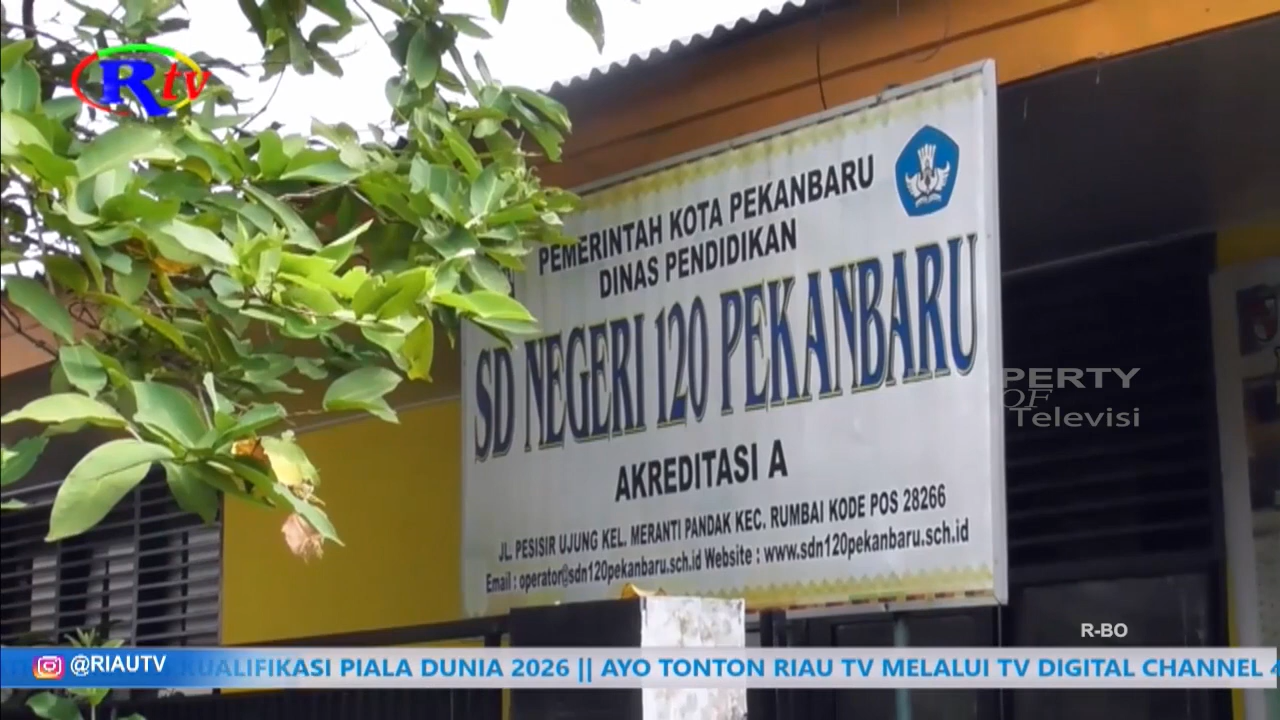 Rtv
PEMERINTAH KOTA PEKANBARU
DINAS PENDIDIKAN
SD NEGERI 120 PEKANBARU
AKREDITASI A
JL. PESISIR UJUNG KEL. MERANTI PANDAK KEC. RUMBAI KODE POS 28266
Email : operator@sdn120pekanbaru.sch.id Website : www.sdn120pekanbaru.sch.id
PERTY
OF
Televisi
R-BO
@RIAUTV
KUALIFIKASI PIALA DUNIA 2026 || AYO TONTON RIAU TV MELALUI TV DIGITAL CHANNEL